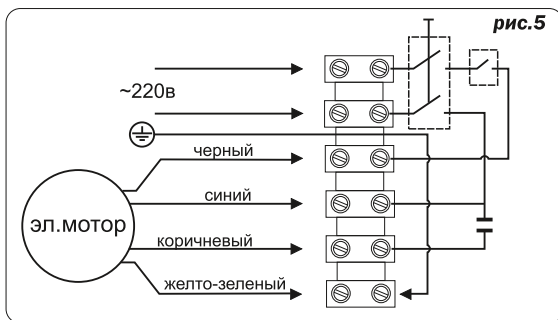 рис.5
~220в
черный
синий
эл.мотор
коричневый
желто-зеленый